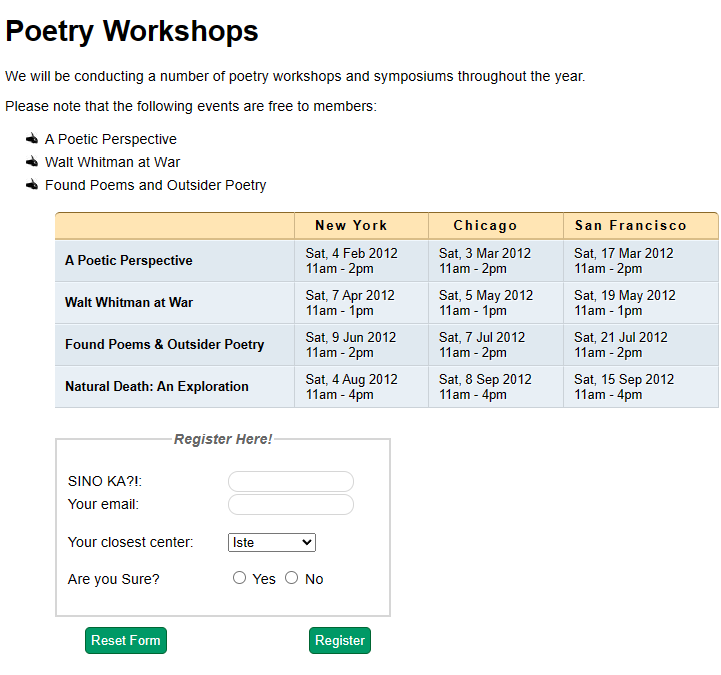 Poetry Workshops
We will be conducting a number of poetry workshops and symposiums throughout the year.
Please note that the following events are free to members:
A Poetic Perspective
Walt Whitman at War
Found Poems and Outsider Poetry
New York Chicago San Francisco
A Poetic Perspective Sat, 4 Feb 2012 Sat, 3 Mar 2012 Sat, 17 Mar 2012
11am - 2pm 11am - 2pm 11am - 2pm
Walt Whitman at War Sat, 7 Apr 2012 Sat, 5 May 2012 Sat, 19 May 2012
11am - 1pm 11am - 1pm 11am - 1pm
Found Poems & Outsider Poetry Sat, 9 Jun 2012 Sat, 7 Jul 2012 Sat, 21 Jul 2012
11am - 2pm 11am - 2pm 11am - 2pm
Natural Death: An Exploration Sat, 4 Aug 2012 Sat, 8 Sep 2012 Sat, 15 Sep 2012
11am - 4pm 11am - 4pm 11am - 4pm
Register Here!
SINO KA?!:
Your email:
Your closest center: Iste
Are you Sure? Yes No
Reset Form Register